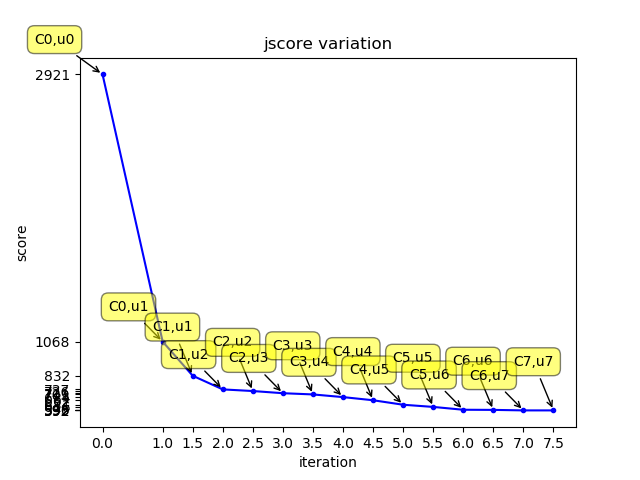 jscore variation
C0,u0
C0,u1
C1,u1
C1,u2
C2,u2
C2,u3
C3,u3
C3,u4
C4,u4
C4,u5
C5,u5
C5,u6
C6,u6
C6,u7
C7,u7
2921
1068
832
score
0.0 1.0 1.5 2.0 2.5 3.0 3.5 4.0 4.5 5.0 5.5 6.0 6.5 7.0 7.5
iteration